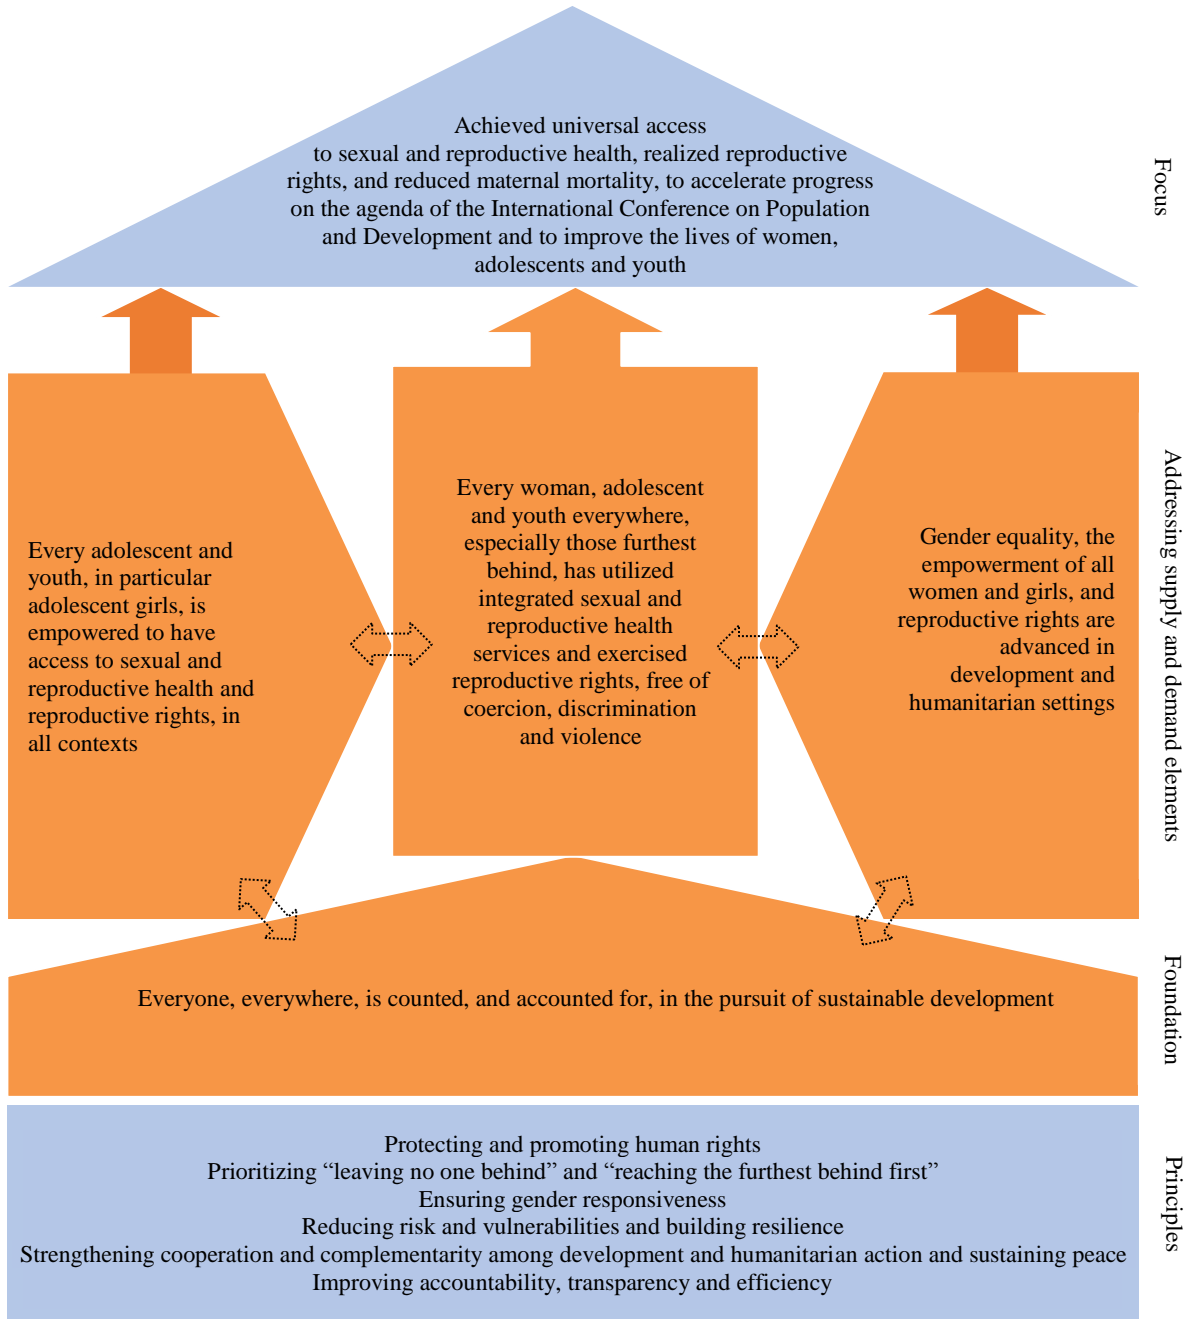 Achieved universal access
to sexual and reproductive health, realized reproductive
rights, and reduced maternal mortality, to accelerate progress
on the agenda of the International Conference on Population
and Development and to improve the lives of women,
adolescents and youth
Focus
Every adolescent and
youth, in particular
adolescent girls, is
empowered to have
access to sexual and
reproductive health and
reproductive rights, in
all contexts
Every woman, adolescent
and youth everywhere,
especially those furthest
behind, has utilized
integrated sexual and
reproductive health
services and exercised
reproductive rights, free of
coercion, discrimination
and violence
Gender equality, the
empowerment of all
women and girls, and
reproductive rights are
advanced in
development and
humanitarian settings
Addressing supply and demand elements
Everyone, everywhere, is counted, and accounted for, in the pursuit of sustainable development
Foundation
Protecting and promoting human rights
Prioritizing “leaving no one behind” and “reaching the furthest behind first”
Ensuring gender responsiveness
Reducing risk and vulnerabilities and building resilience
Strengthening cooperation and complementarity among development and humanitarian action and sustaining peace
Improving accountability, transparency and efficiency
Principles